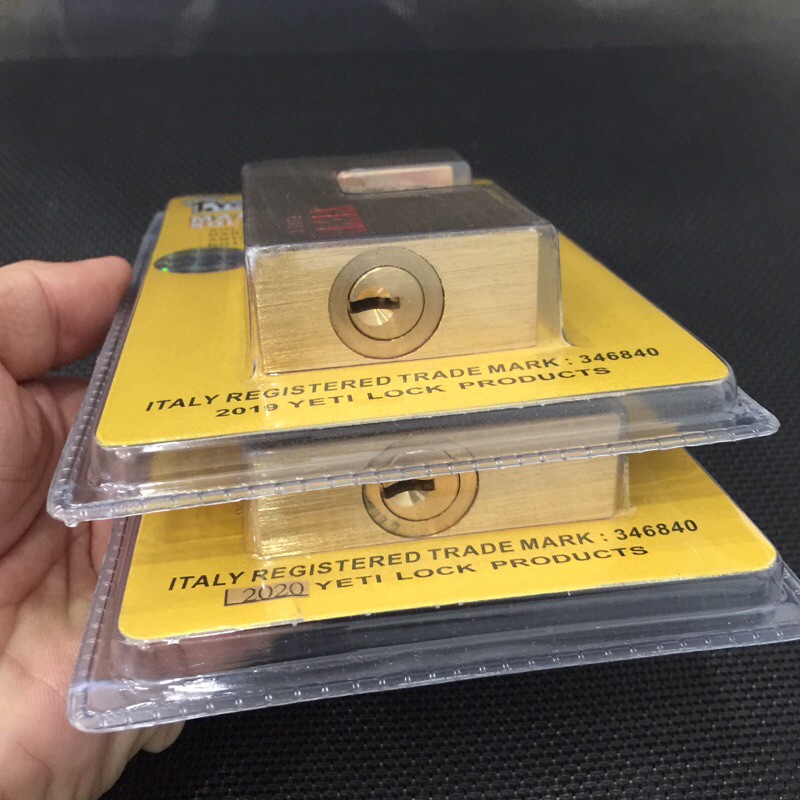 ITALY REGISTERED TRADE MARK : 346840
2019 YETI LOCK PRODUCTS
ITALY REGISTERED TRADE MARK : 346840
2020 YETI LOCK PRODUCTS